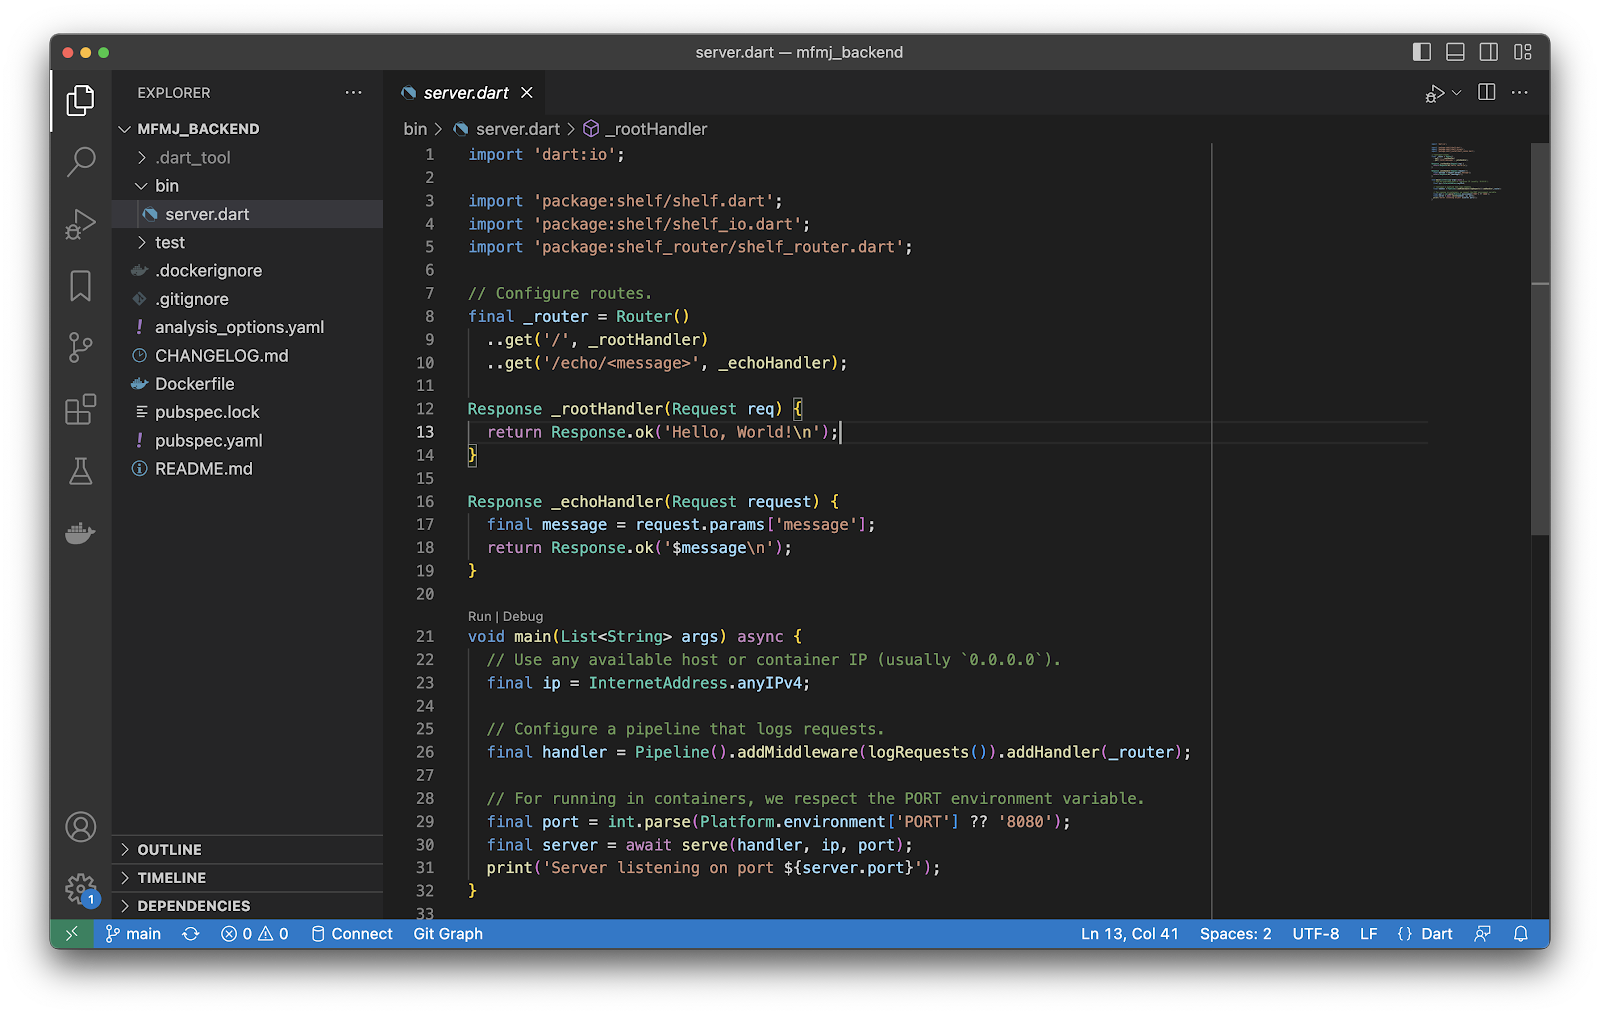 server.dart — mfmj_backend
EXPLORER
MFMJ_BACKEND
.dart_tool
bin
server.dart
test
.dockerignore
.gitignore
analysis_options.yaml
CHANGELOG.md
Dockerfile
pubspec.lock
pubspec.yaml
README.md
OUTLINE
TIMELINE
DEPENDENCIES
1
server.dart
bin > server.dart > _rootHandler
1 import 'dart:io';
2
3 import 'package:shelf/shelf.dart';
4 import 'package:shelf/shelf_io.dart';
5 import 'package:shelf_router/shelf_router.dart';
6
7 // Configure routes.
8 final _router = Router()
9   ..get('/', _rootHandler)
10   ..get('/echo/<message>', _echoHandler);
11
12 Response _rootHandler(Request req) {
13   return Response.ok('Hello, World!\n');
14 }
15
16 Response _echoHandler(Request request) {
17   final message = request.params['message'];
18   return Response.ok('$message\n');
19 }
20
Run | Debug
21 void main(List<String> args) async {
22   // Use any available host or container IP (usually `0.0.0.0`).
23   final ip = InternetAddress.anyIPv4;
24
25   // Configure a pipeline that logs requests.
26   final handler = Pipeline().addMiddleware(logRequests()).addHandler(_router);
27
28   // For running in containers, we respect the PORT environment variable.
29   final port = int.parse(Platform.environment['PORT'] ?? '8080');
30   final server = await serve(handler, ip, port);
31   print('Server listening on port ${server.port}');
32 }
33
main 0 0 Connect Git Graph Ln 13, Col 41 Spaces: 2 UTF-8 LF {} Dart